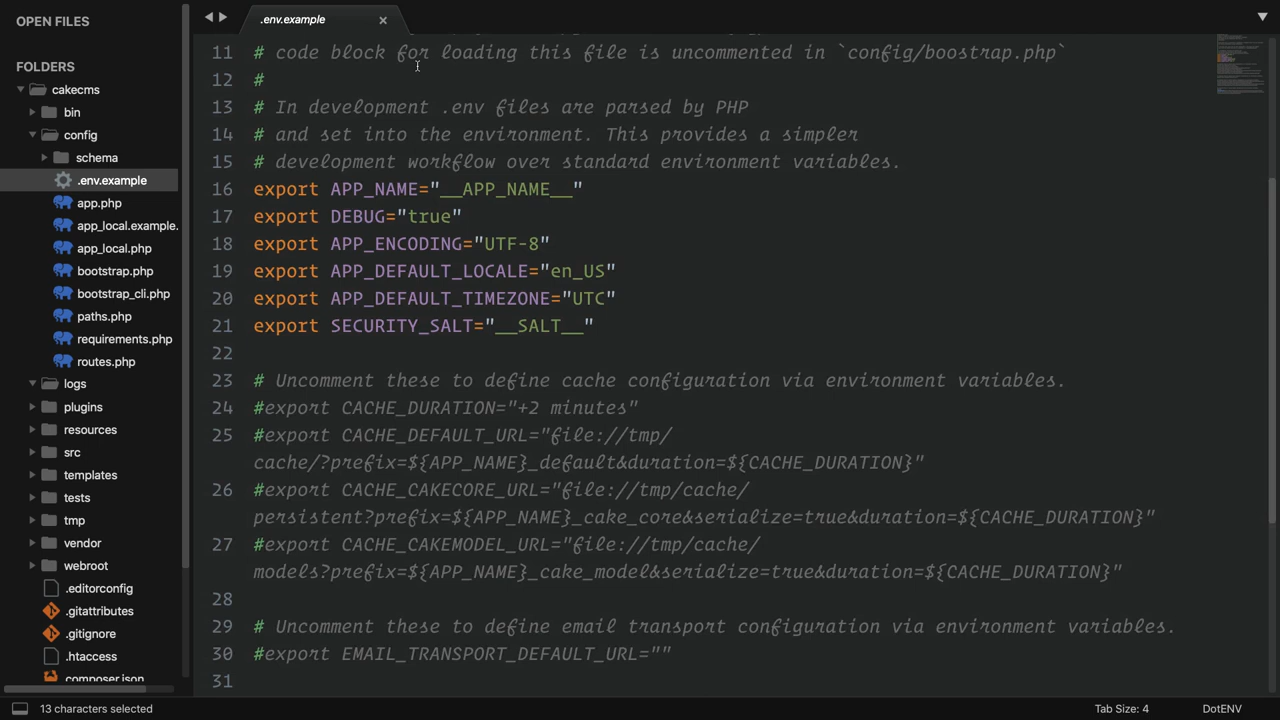 OPEN FILES
FOLDERS
cakecms
bin
config
schema
.env.example
app.php
app_local.example.
app_local.php
bootstrap.php
bootstrap_cli.php
paths.php
requirements.php
routes.php
logs
plugins
resources
src
templates
tests
tmp
vendor
webroot
.editorconfig
.gitattributes
.gitignore
.htaccess
composer.json
.env.example
11 # code block for loading this file is uncommented in `config/boostrap.php`
12 #
13 # In development .env files are parsed by PHP
14 # and set into the environment. This provides a simpler
15 # development workflow over standard environment variables.
16 export APP_NAME="__APP_NAME__"
17 export DEBUG="true"
18 export APP_ENCODING="UTF-8"
19 export APP_DEFAULT_LOCALE="en_US"
20 export APP_DEFAULT_TIMEZONE="UTC"
21 export SECURITY_SALT="__SALT__"
22
23 # Uncomment these to define cache configuration via environment variables.
24 #export CACHE_DURATION="+2 minutes"
25 #export CACHE_DEFAULT_URL="file://tmp/
cache/?prefix=${APP_NAME}_default&duration=${CACHE_DURATION}"
26 #export CACHE_CAKECORE_URL="file://tmp/cache/
persistent?prefix=${APP_NAME}_cake_core&serialize=true&duration=${CACHE_DURATION}"
27 #export CACHE_CAKEMODEL_URL="file://tmp/cache/
models?prefix=${APP_NAME}_cake_model&serialize=true&duration=${CACHE_DURATION}"
28
29 # Uncomment these to define email transport configuration via environment variables.
30 #export EMAIL_TRANSPORT_DEFAULT_URL=""
31
13 characters selected
Tab Size: 4
DotENV